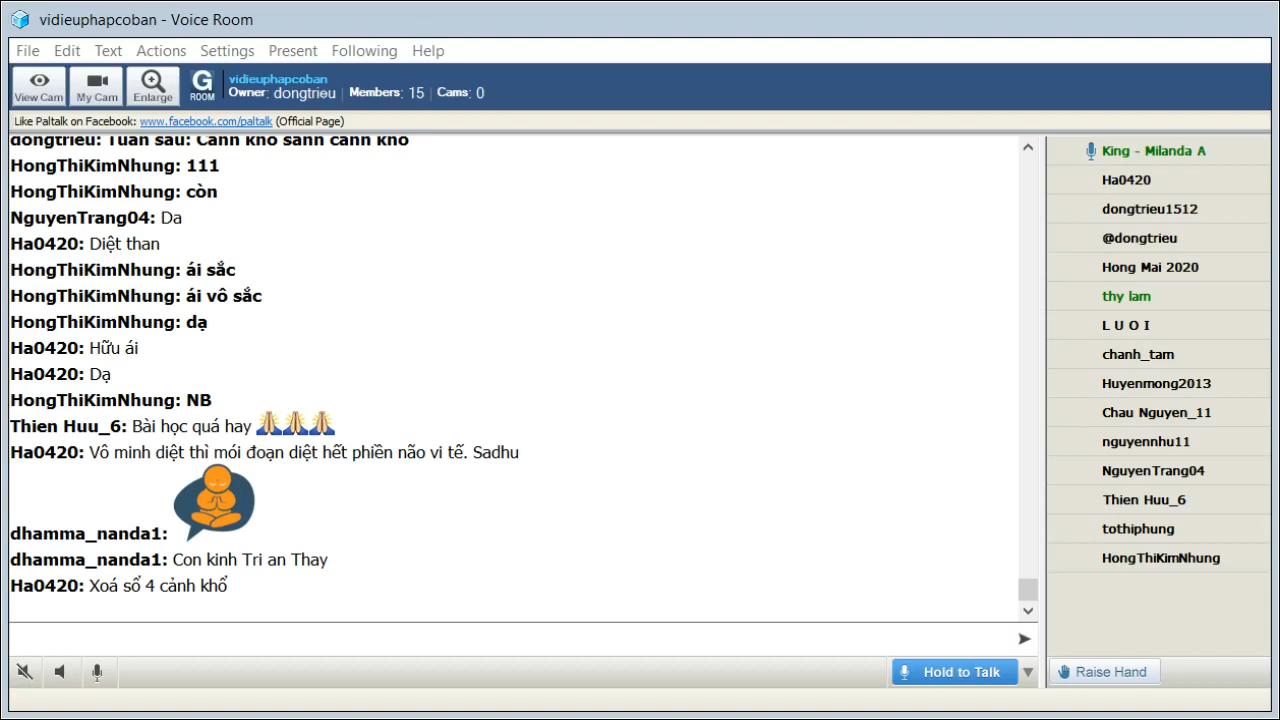 vidieuphapcoban - Voice Room
File Edit Text Actions Settings Present Following Help
View Cam My Cam Enlarge G ROOM
vidieuphapcoban
Owner: dongtrieu | Members: 15 | Cams: 0
Like Paltalk on Facebook: www.facebook.com/paltalk (Official Page)
HongThiKimNhung: 111
HongThiKimNhung: còn
NguyenTrang04: Da
Ha0420: Diệt than
HongThiKimNhung: ái sắc
HongThiKimNhung: ái vô sắc
HongThiKimNhung: dạ
Ha0420: Hữu ái
Ha0420: Dạ
HongThiKimNhung: NB
Thien Huu_6: Bài học quá hay
Ha0420: Vô minh diệt thì mói đoạn diệt hết phiền não vi tế. Sadhu
dhamma_nanda1:
dhamma_nanda1: Con kinh Tri an Thay
Ha0420: Xoá sổ 4 cảnh khổ
King - Milanda A
Ha0420
dongtrieu1512
@dongtrieu
Hong Mai 2020
thy lam
L U O I
chanh_tam
Huyenmong2013
Chau Nguyen_11
nguyennhu11
NguyenTrang04
Thien Huu_6
tothiphung
HongThiKimNhung
Hold to Talk
Raise Hand